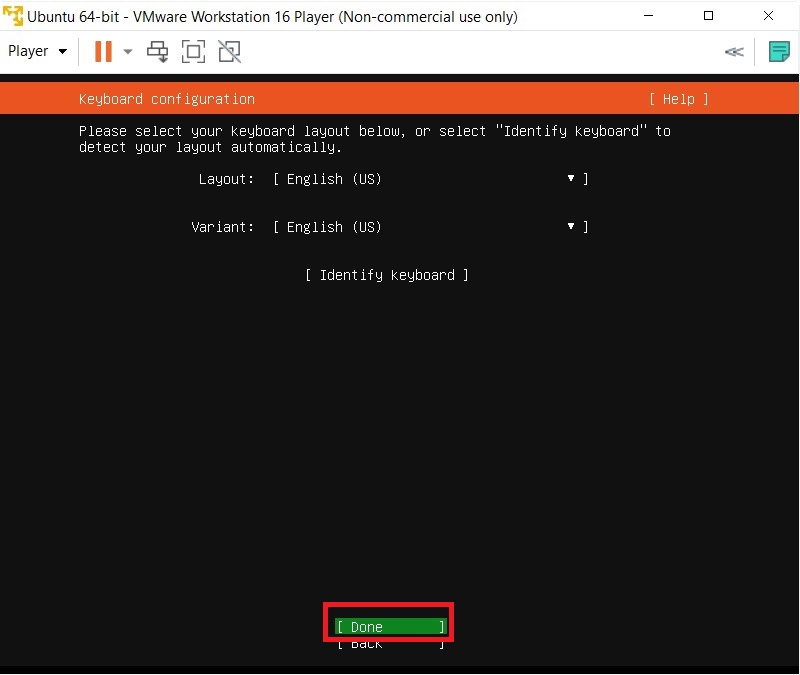 Ubuntu 64-bit - VMware Workstation 16 Player (Non-commercial use only)
Player
Keyboard configuration [ Help ]
Please select your keyboard layout below, or select "Identify keyboard" to
detect your layout automatically.
Layout: [ English (US) ▾ ]
Variant: [ English (US) ▾ ]
[ Identify keyboard ]
[ Done ]
[ Back ]